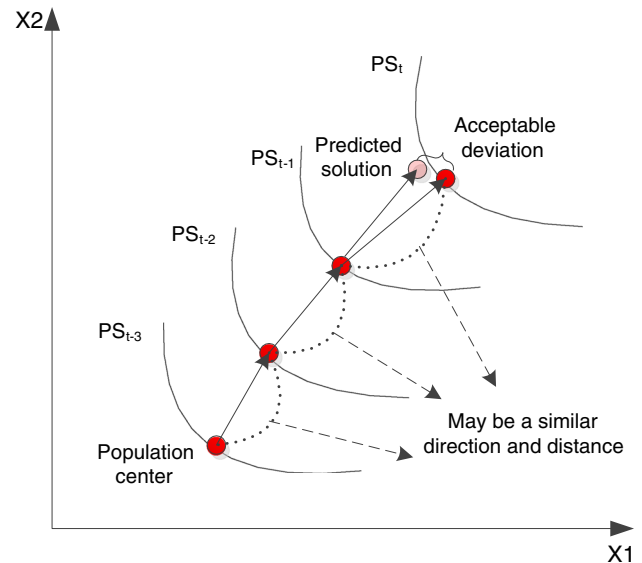 X2
PSt
Acceptable
deviation
Predicted
solution
PSt-1
PSt-2
PSt-3
May be a similar
direction and distance
Population
center
X1